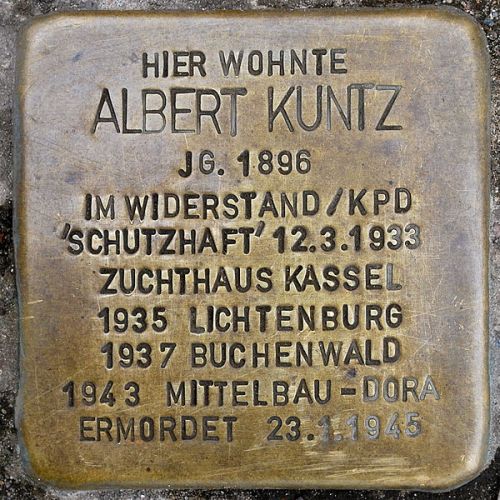 HIER WOHNTE
ALBERT KUNTZ
JG. 1896
IM WIDERSTAND/KPD
'SCHUTZHAFT' 12.3.1933
ZUCHTHAUS KASSEL
1935 LICHTENBURG
1937 BUCHENWALD
1943 MITTELBAU-DORA
ERMORDET 23.1.1945